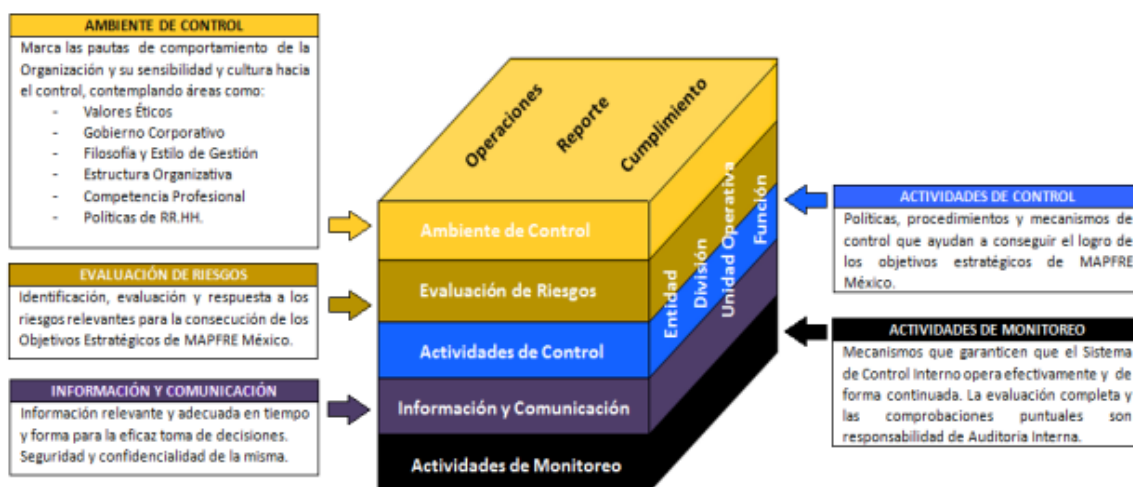 AMBIENTE DE CONTROL
Marca las pautas de comportamiento de la
Organización y su sensibilidad y cultura hacia
el control, contemplando áreas como:
- Valores Éticos
- Gobierno Corporativo
- Filosofía y Estilo de Gestión
- Estructura Organizativa
- Competencia Profesional
- Políticas de RR.HH.
EVALUACIÓN DE RIESGOS
Identificación, evaluación y respuesta a los
riesgos relevantes para la consecución de los
Objetivos Estratégicos de MAPFRE México.
INFORMACIÓN Y COMUNICACIÓN
Información relevante y adecuada en tiempo
y forma para la eficaz toma de decisiones.
Seguridad y confidencialidad de la misma.
Operaciones
Reporte
Cumplimiento
Ambiente de Control
Evaluación de Riesgos
Actividades de Control
Información y Comunicación
Actividades de Monitoreo
Entidad
División
Unidad Operativa
Función
ACTIVIDADES DE CONTROL
Políticas, procedimientos y mecanismos de
control que ayudan a conseguir el logro de
los objetivos estratégicos de MAPFRE
México.
ACTIVIDADES DE MONITOREO
Mecanismos que garanticen que el Sistema
de Control Interno opera efectivamente y de
forma continuada. La evaluación completa y
las comprobaciones puntuales son
responsabilidad de Auditoria Interna.